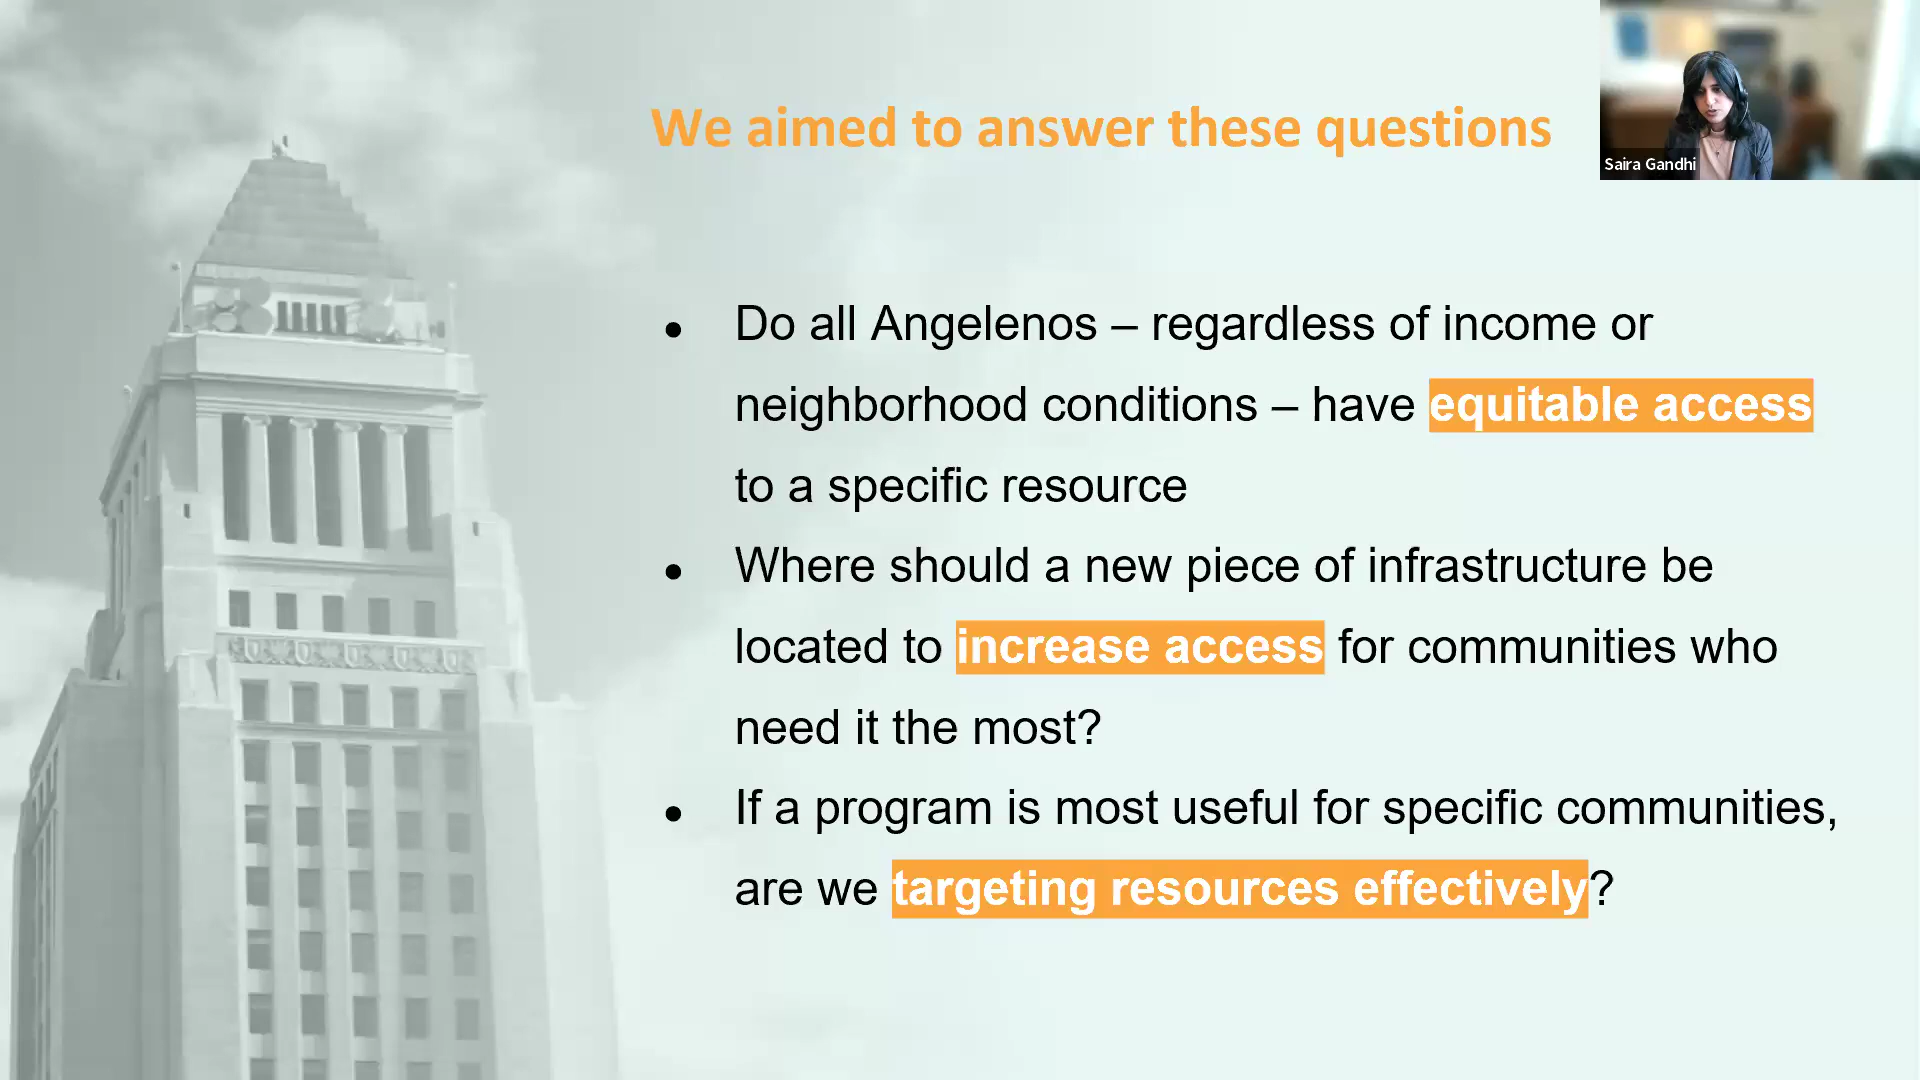 We aimed to answer these questions
Saira Gandhi
● Do all Angelenos – regardless of income or
neighborhood conditions – have equitable access
to a specific resource
● Where should a new piece of infrastructure be
located to increase access for communities who
need it the most?
● If a program is most useful for specific communities,
are we targeting resources effectively?